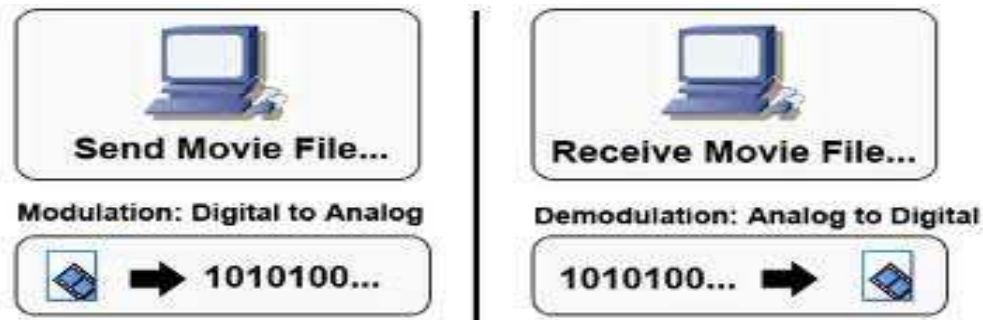 Send Movie File...
Modulation: Digital to Analog
1010100...
Receive Movie File...
Demodulation: Analog to Digital
1010100...